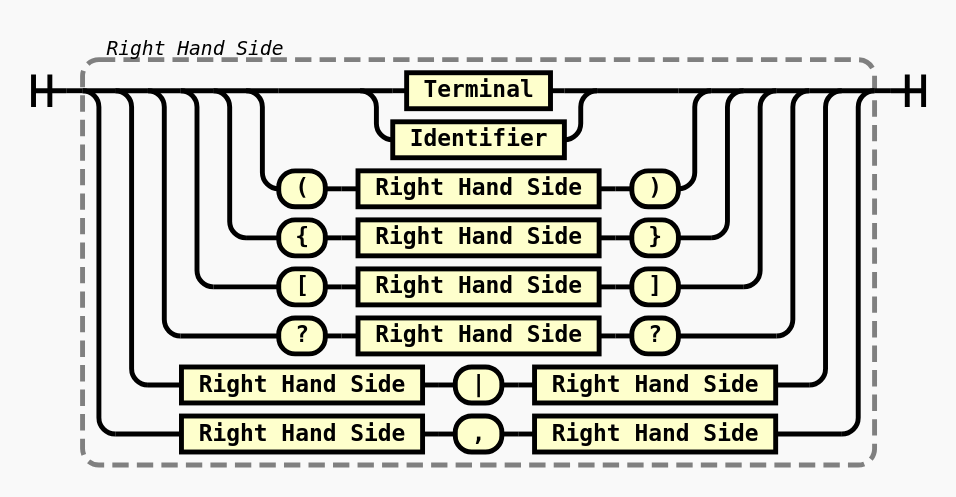 Right Hand Side
Terminal
Identifier
( Right Hand Side )
{ Right Hand Side }
[ Right Hand Side ]
? Right Hand Side ?
Right Hand Side | Right Hand Side
Right Hand Side , Right Hand Side